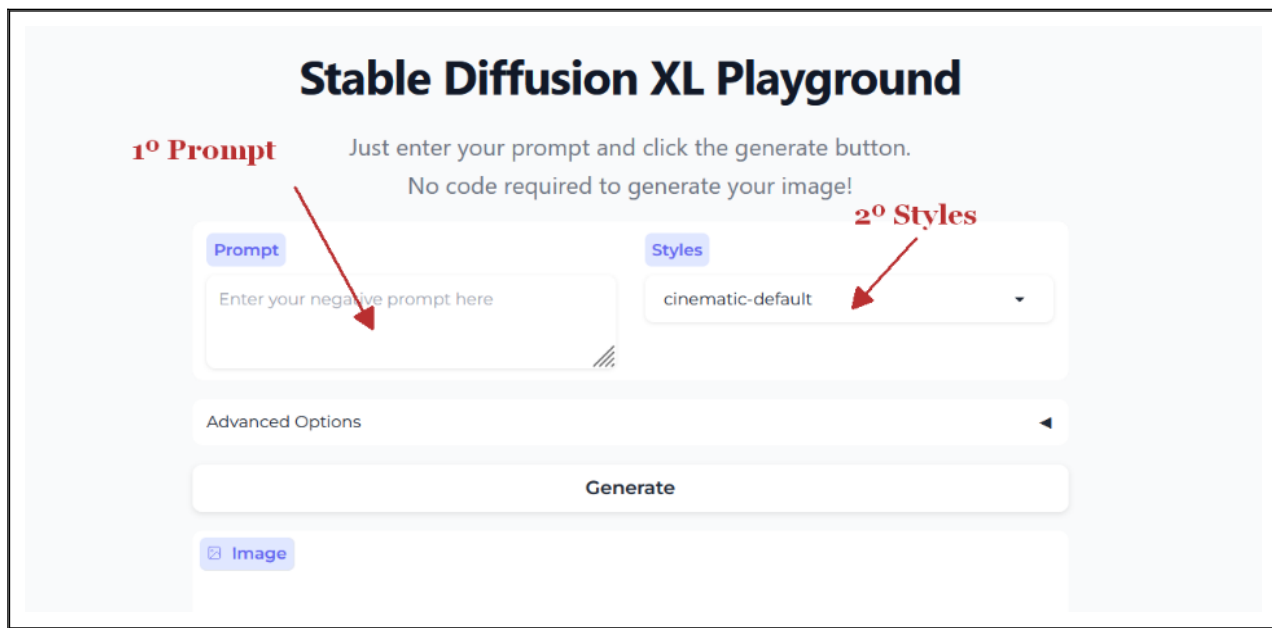 Stable Diffusion XL Playground
1º Prompt
Just enter your prompt and click the generate button.
No code required to generate your image!
2º Styles
Prompt
Styles
Enter your negative prompt here
cinematic-default
Advanced Options
Generate
Image